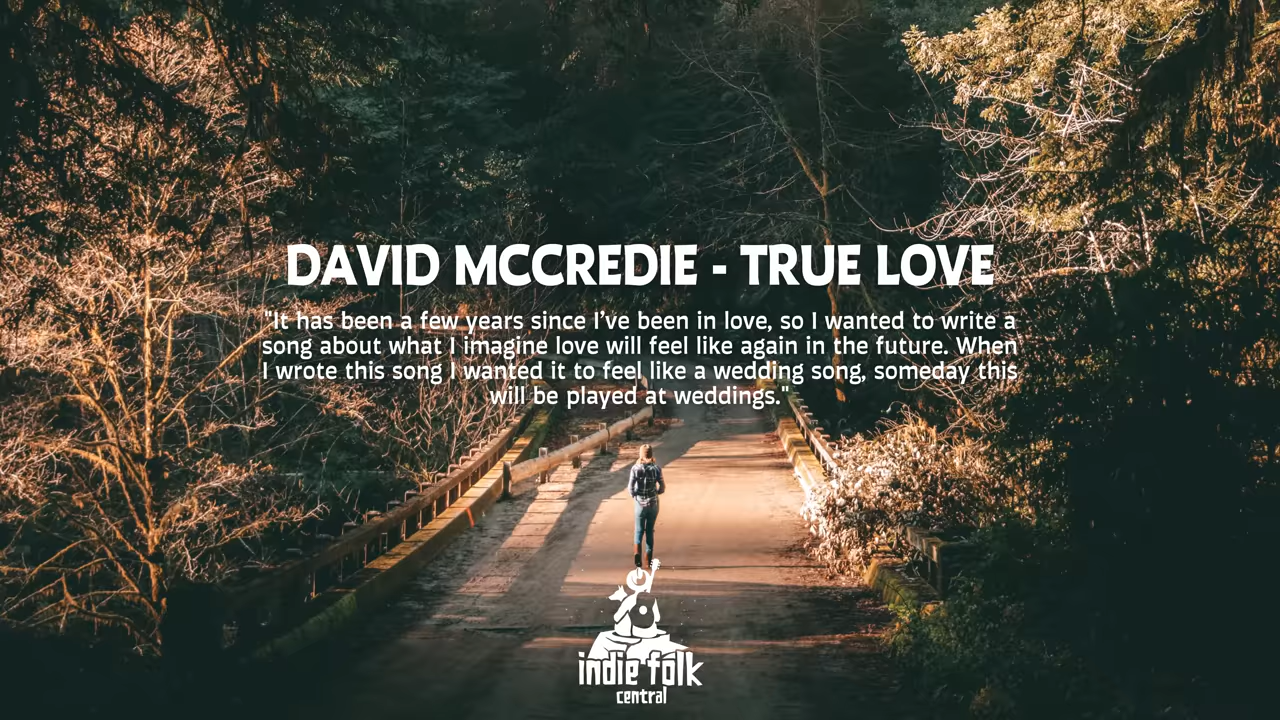 DAVID MCCREDIE - TRUE LOVE
"It has been a few years since I've been in love, so I wanted to write a
song about what I imagine love will feel like again in the future. When
I wrote this song I wanted it to feel like a wedding song, someday this
will be played at weddings."
indie folk
central